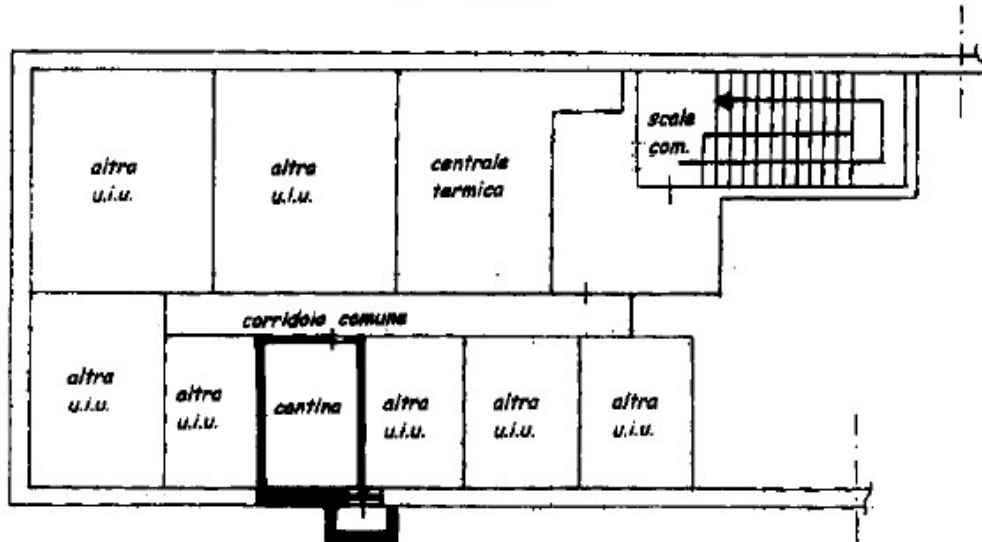 altra
u.i.u.
altra
u.i.u.
centrale
termica
scale
com.
corridoio comune
altra
u.i.u.
altra
u.i.u.
cantina
altra
u.i.u.
altra
u.i.u.
altra
u.i.u.